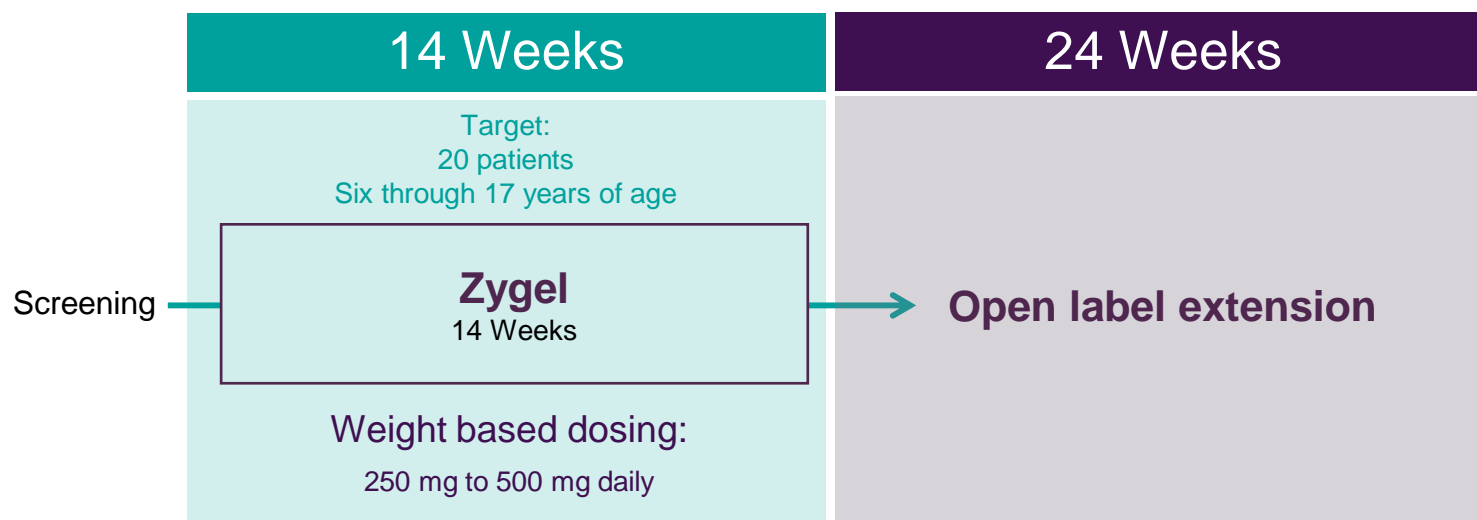 14 Weeks
24 Weeks
Target:
20 patients
Six through 17 years of age
Screening
Zygel
14 Weeks
Open label extension
Weight based dosing:
250 mg to 500 mg daily